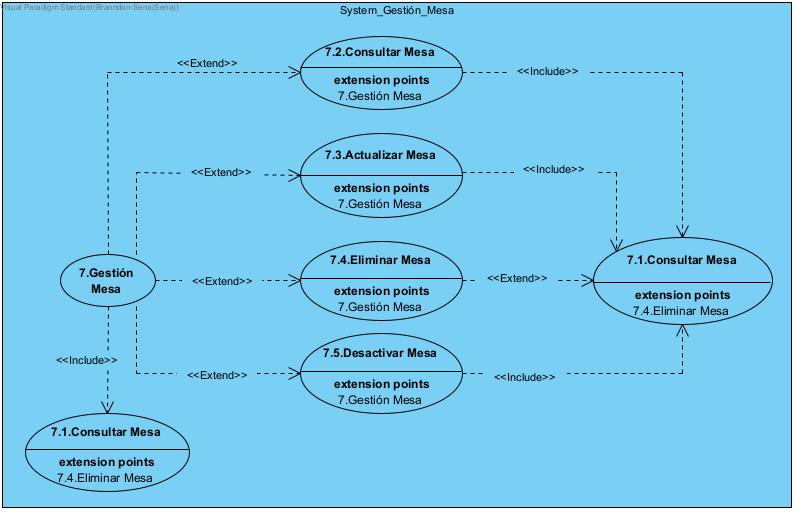 Visual Paradigm Standard(Branndon-Sena(Sena))
System_Gestión_Mesa
<<Extend>>
7.2.Consultar Mesa
extension points
7.Gestión Mesa
<<Include>>
<<Extend>>
7.3.Actualizar Mesa
extension points
7.Gestión Mesa
<<Include>>
7.Gestión
Mesa
<<Extend>>
7.4.Eliminar Mesa
extension points
7.Gestión Mesa
<<Extend>>
7.1.Consultar Mesa
extension points
7.4.Eliminar Mesa
<<Include>>
<<Extend>>
7.5.Desactivar Mesa
extension points
7.Gestión Mesa
<<Include>>
7.1.Consultar Mesa
extension points
7.4.Eliminar Mesa